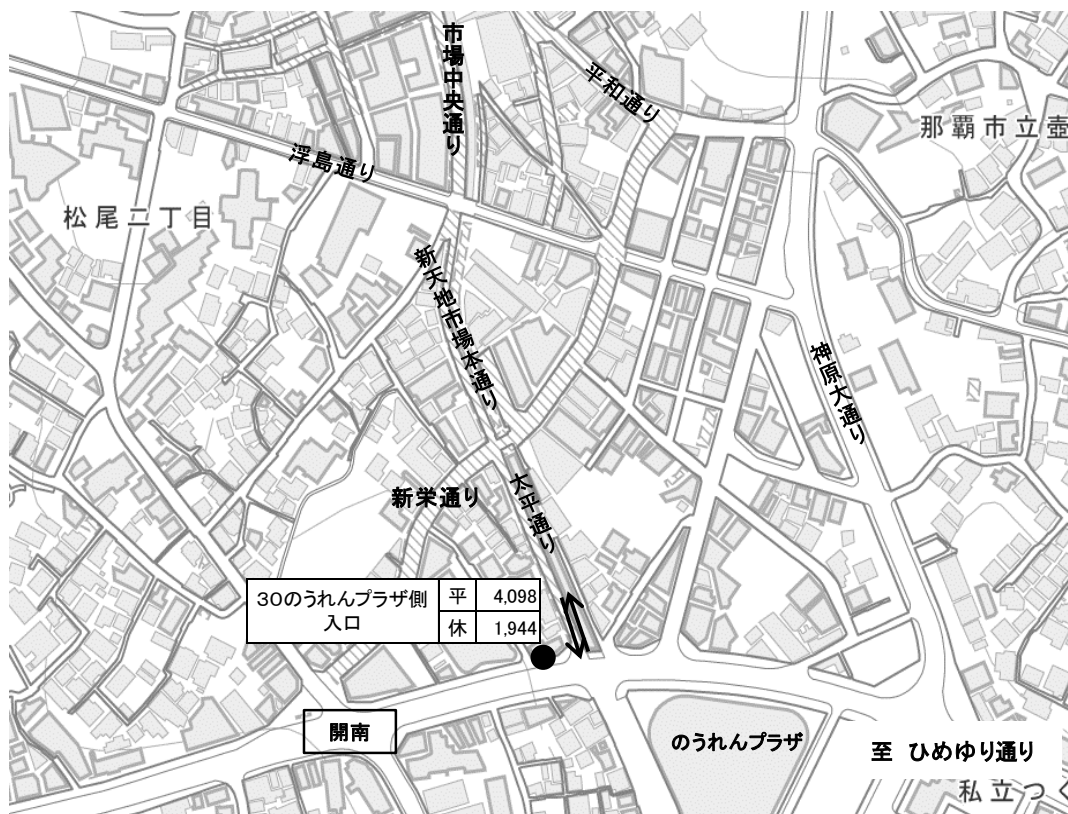 市場中央通り
平和通り
那覇市立壺
浮島通り
松尾二丁目
新天地市場本通り
神原大通り
新栄通り
太平通り
30のうれんプラザ側
入口
平 4,098
休 1,944
開南
のうれんプラザ
至 ひめゆり通り
私立つく